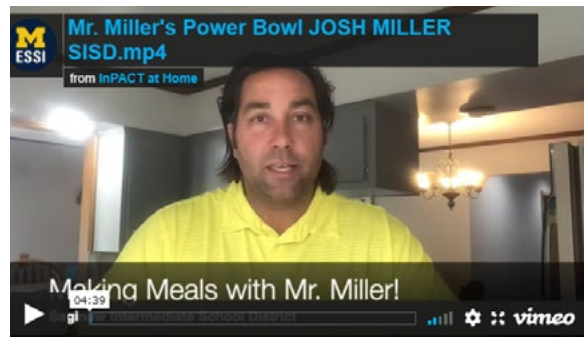 M
ESSI
Mr. Miller's Power Bowl JOSH MILLER
SISD.mp4
from InPACT at Home
Making Meals with Mr. Miller!
04:39
Sagi w Intermediate School District
vimeo